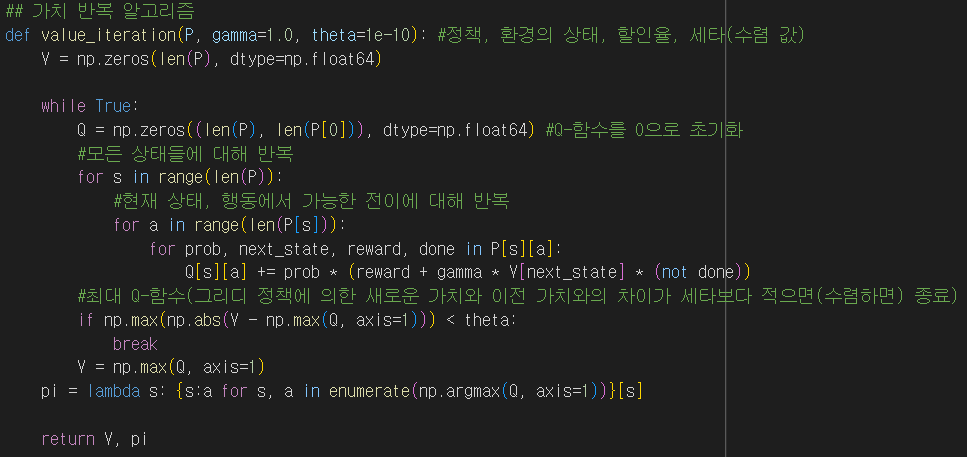 ## 가치 반복 알고리즘
def value_iteration(P, gamma=1.0, theta=1e-10): #정책, 환경의 상태, 할인율, 세타(수렴 값)
    V = np.zeros(len(P), dtype=np.float64)
    while True:
        Q = np.zeros((len(P), len(P[0])), dtype=np.float64) #Q-함수를 0으로 초기화
        #모든 상태들에 대해 반복
        for s in range(len(P)):
            #현재 상태, 행동에서 가능한 전이에 대해 반복
            for a in range(len(P[s])):
                for prob, next_state, reward, done in P[s][a]:
                    Q[s][a] += prob * (reward + gamma * V[next_state] * (not done))
        #최대 Q-함수(그리디 정책에 의한 새로운 가치와 이전 가치와의 차이가 세타보다 적으면(수렴하면) 종료)
        if np.max(np.abs(V - np.max(Q, axis=1))) < theta:
            break
        V = np.max(Q, axis=1)
    pi = lambda s: {s:a for s, a in enumerate(np.argmax(Q, axis=1))}[s]
    return V, pi